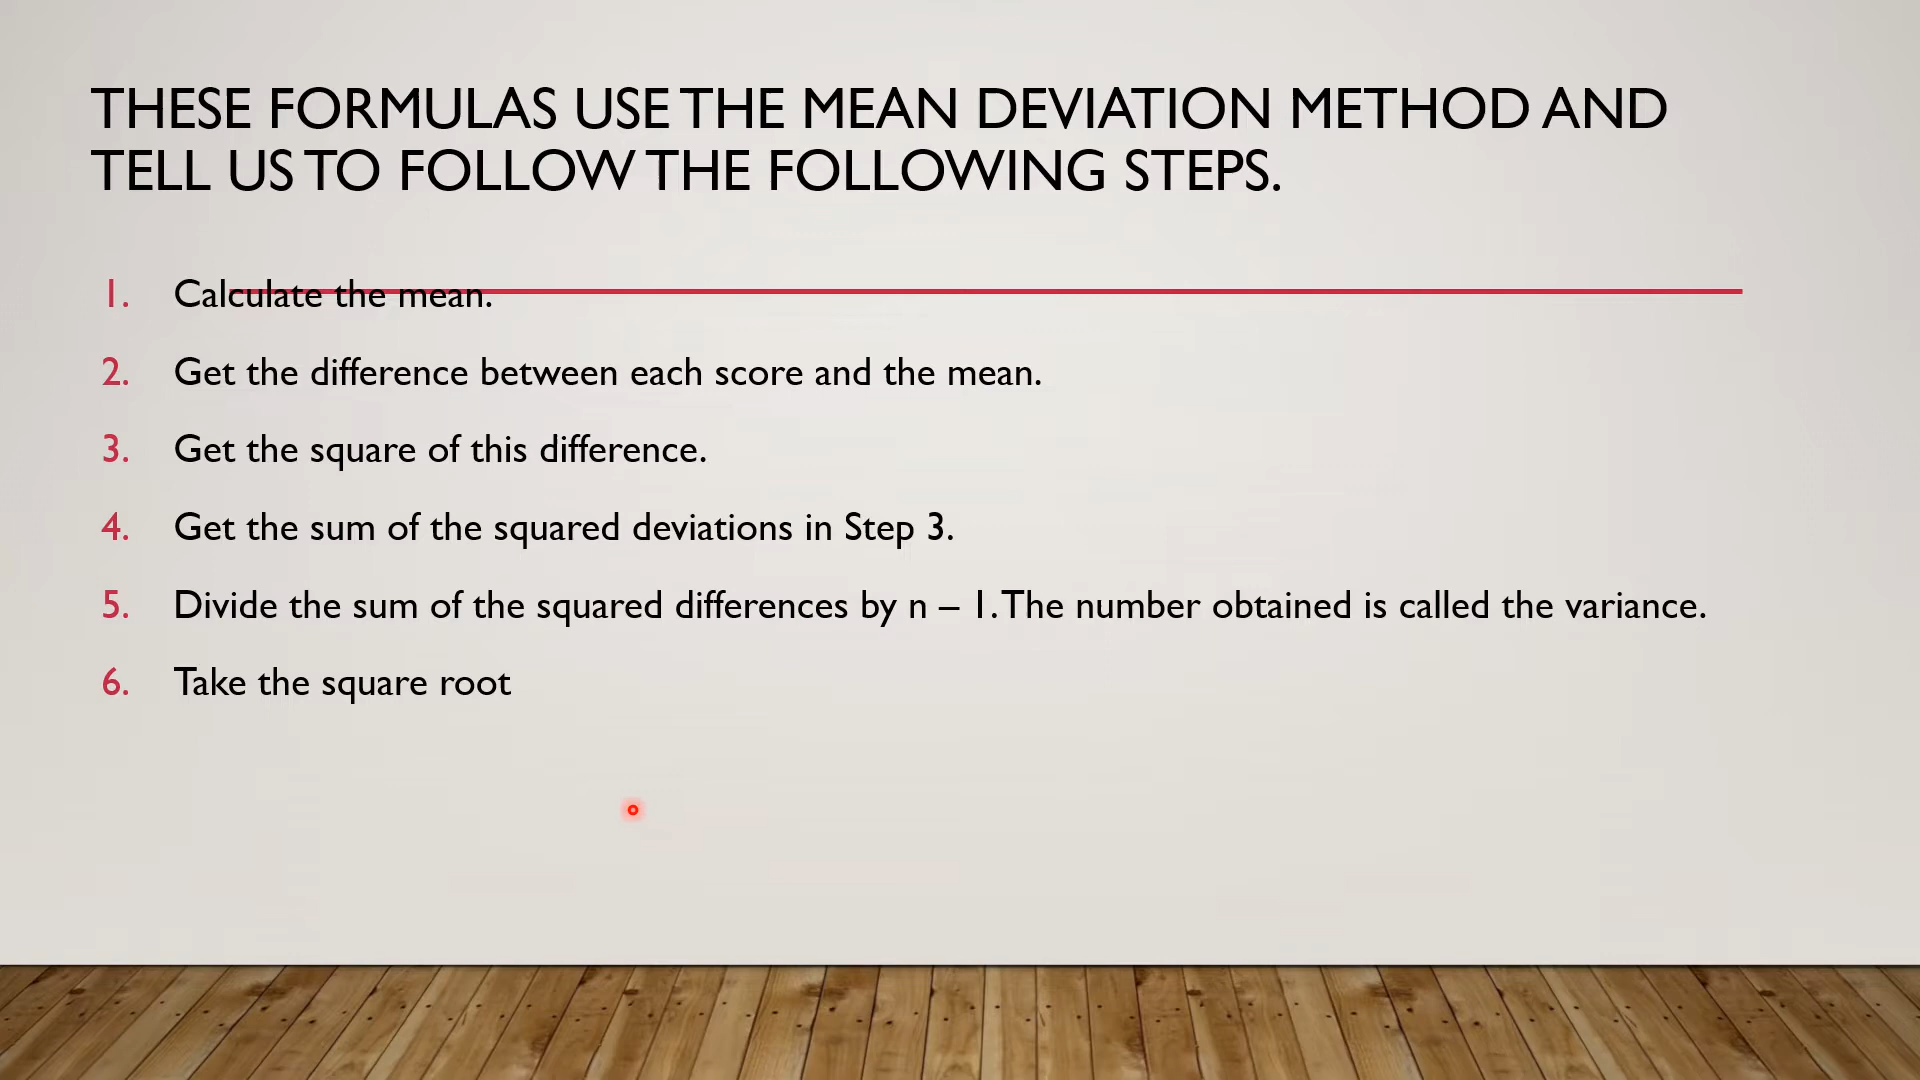 THESE FORMULAS USE THE MEAN DEVIATION METHOD AND
TELL US TO FOLLOW THE FOLLOWING STEPS.
1. Calculate the mean.
2. Get the difference between each score and the mean.
3. Get the square of this difference.
4. Get the sum of the squared deviations in Step 3.
5. Divide the sum of the squared differences by n – 1. The number obtained is called the variance.
6. Take the square root